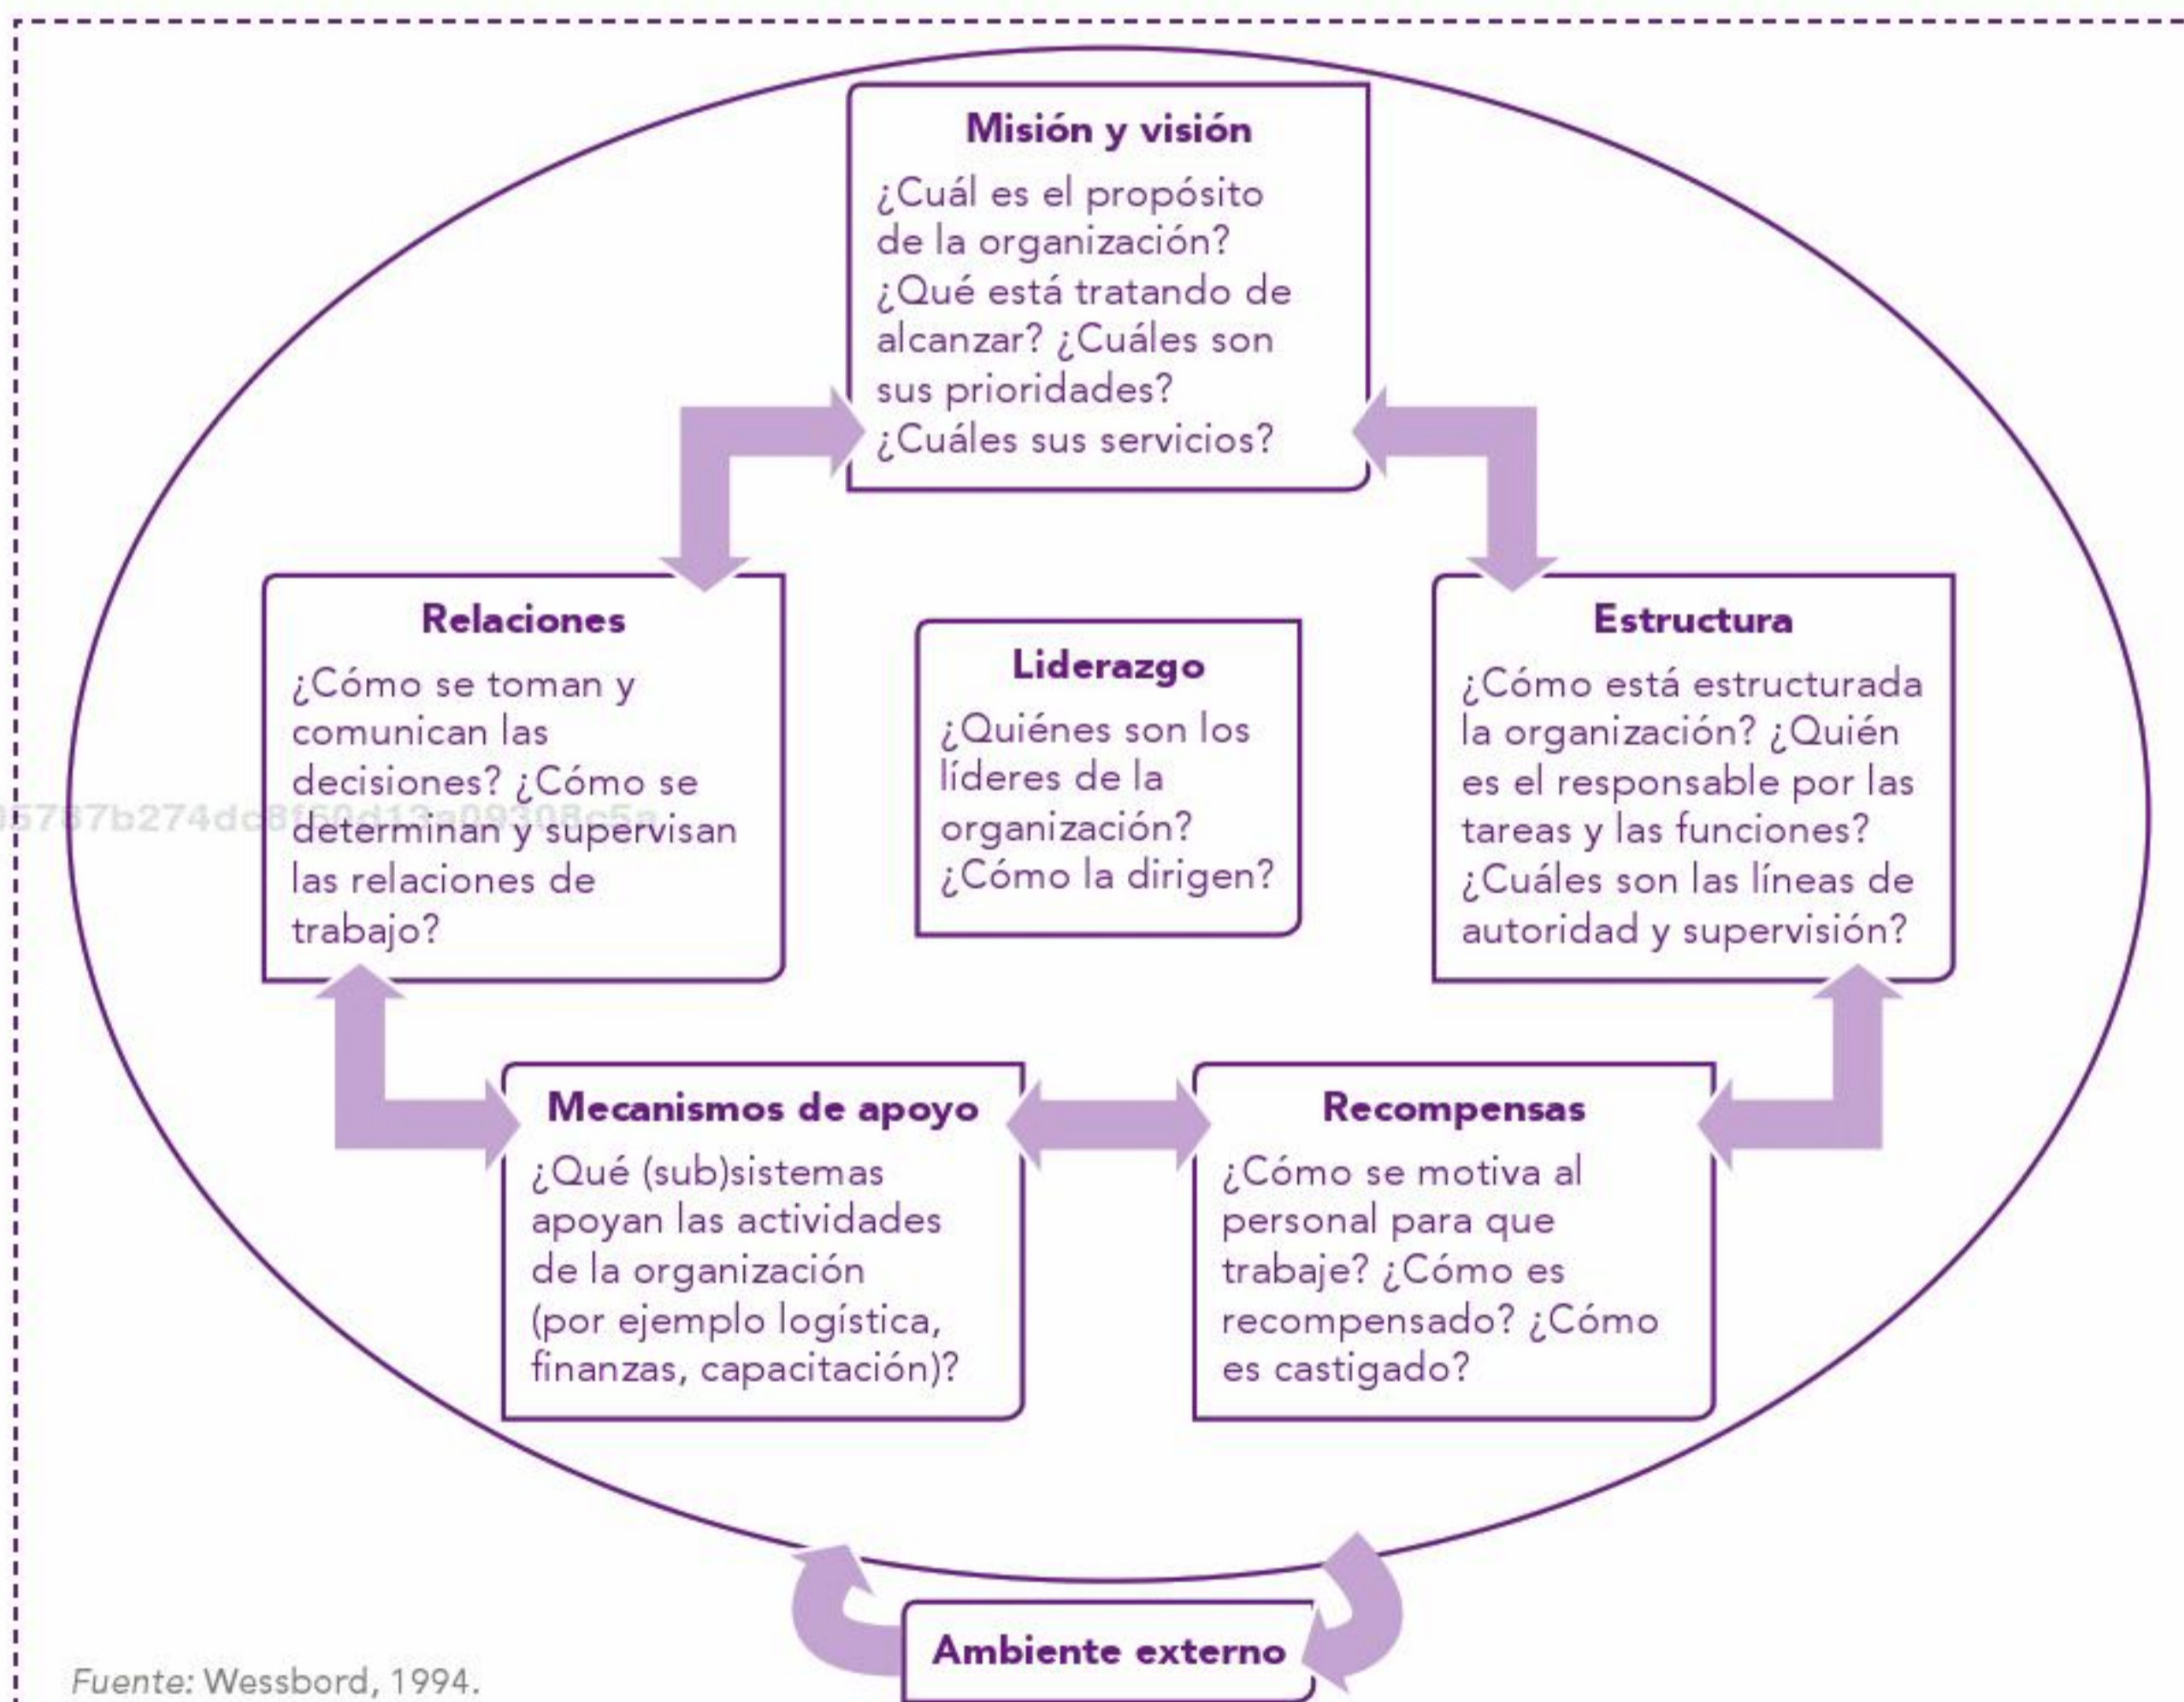 Misión y visión
¿Cuál es el propósito
de la organización?
¿Qué está tratando de
alcanzar? ¿Cuáles son
sus prioridades?
¿Cuáles sus servicios?
Relaciones
¿Cómo se toman y
comunican las
decisiones? ¿Cómo se
determinan y supervisan
las relaciones de
trabajo?
Liderazgo
¿Quiénes son los
líderes de la
organización?
¿Cómo la dirigen?
Estructura
¿Cómo está estructurada
la organización? ¿Quién
es el responsable por las
tareas y las funciones?
¿Cuáles son las líneas de
autoridad y supervisión?
Mecanismos de apoyo
¿Qué (sub)sistemas
apoyan las actividades
de la organización
(por ejemplo logística,
finanzas, capacitación)?
Recompensas
¿Cómo se motiva al
personal para que
trabaje? ¿Cómo es
recompensado? ¿Cómo
es castigado?
Ambiente externo
Fuente: Wessbord, 1994.